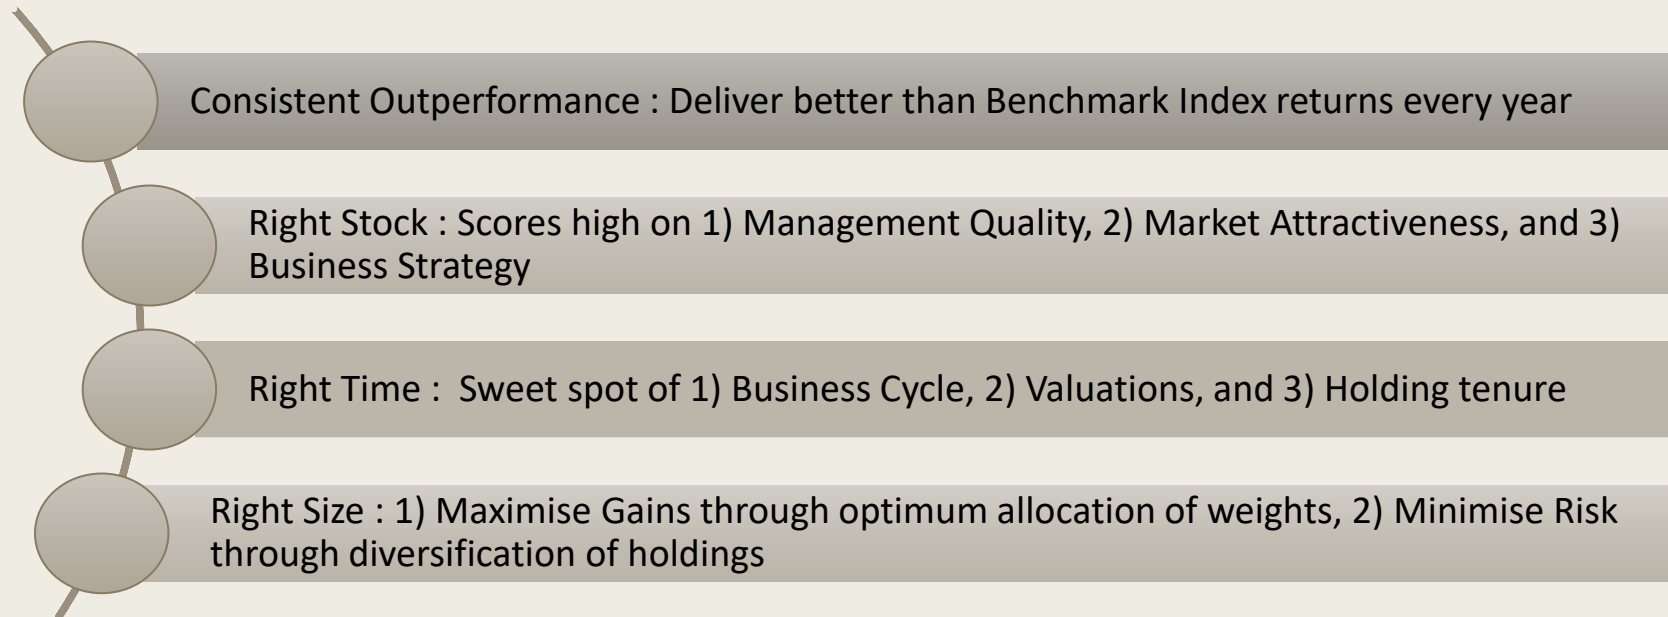 Consistent Outperformance : Deliver better than Benchmark Index returns every year
Right Stock : Scores high on 1) Management Quality, 2) Market Attractiveness, and 3)
Business Strategy
Right Time :  Sweet spot of 1) Business Cycle, 2) Valuations, and 3) Holding tenure
Right Size : 1) Maximise Gains through optimum allocation of weights, 2) Minimise Risk
through diversification of holdings